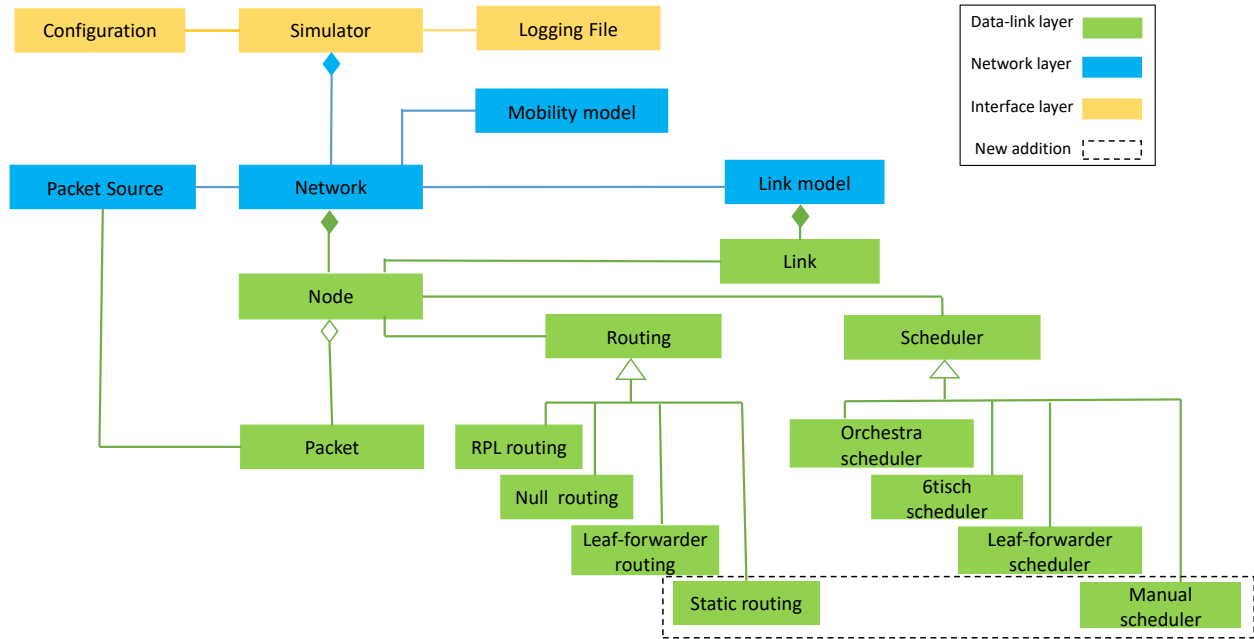 Configuration
Simulator
Logging File
Data-link layer
Network layer
Interface layer
New addition
Mobility model
Packet Source
Network
Link model
Link
Node
Routing
Scheduler
Packet
RPL routing
Null routing
Leaf-forwarder
routing
Static routing
Orchestra
scheduler
6tisch
scheduler
Leaf-forwarder
scheduler
Manual
scheduler